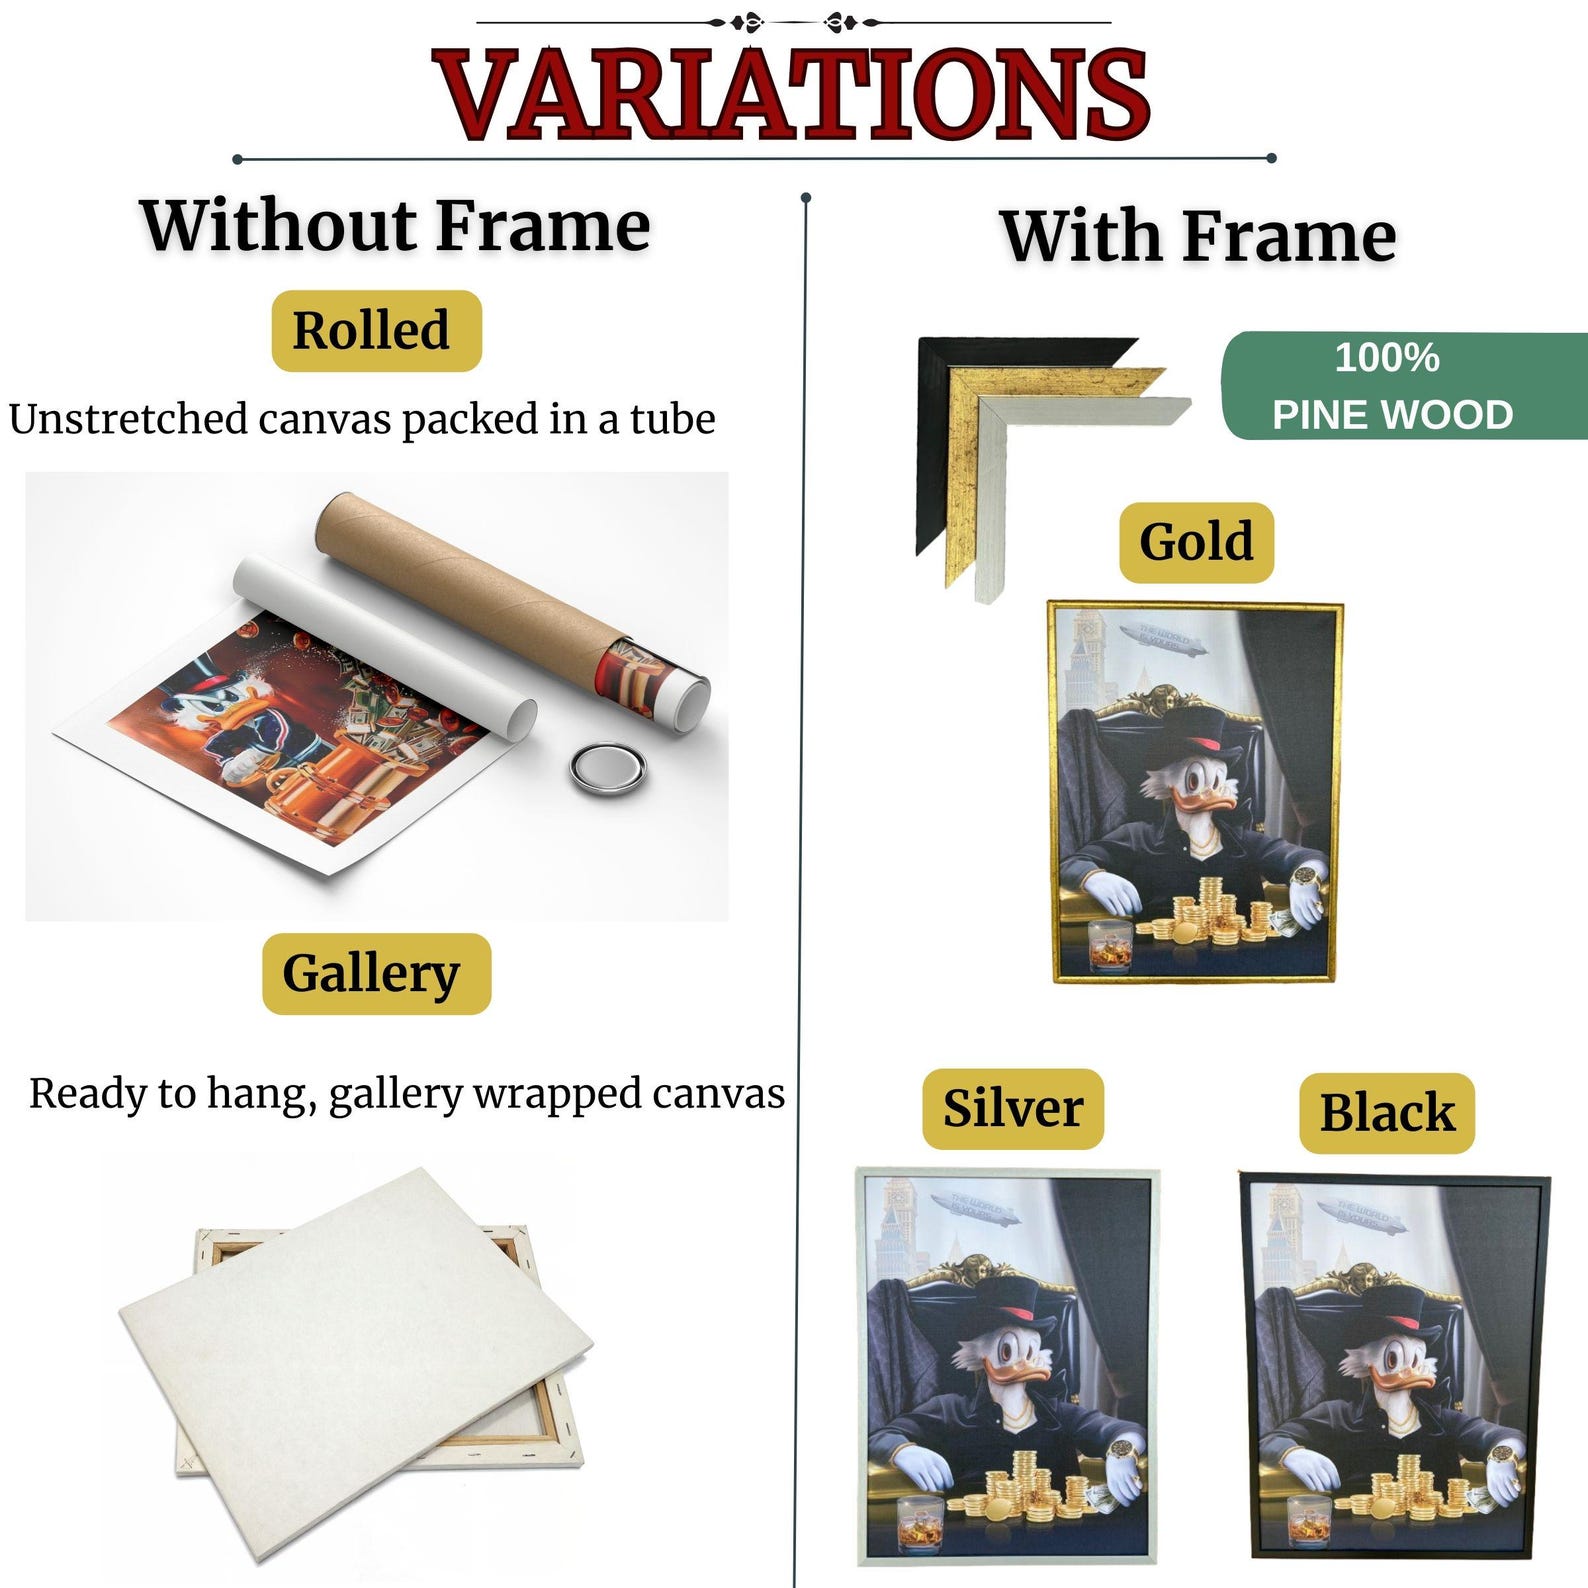 VARIATIONS
Without Frame
Rolled
Unstretched canvas packed in a tube
Gallery
Ready to hang, gallery wrapped canvas
With Frame
100%
PINE WOOD
Gold
THE WORLD
IS YOURS
Silver
THE WORLD
IS YOURS
Black
THE WORLD
IS YOURS